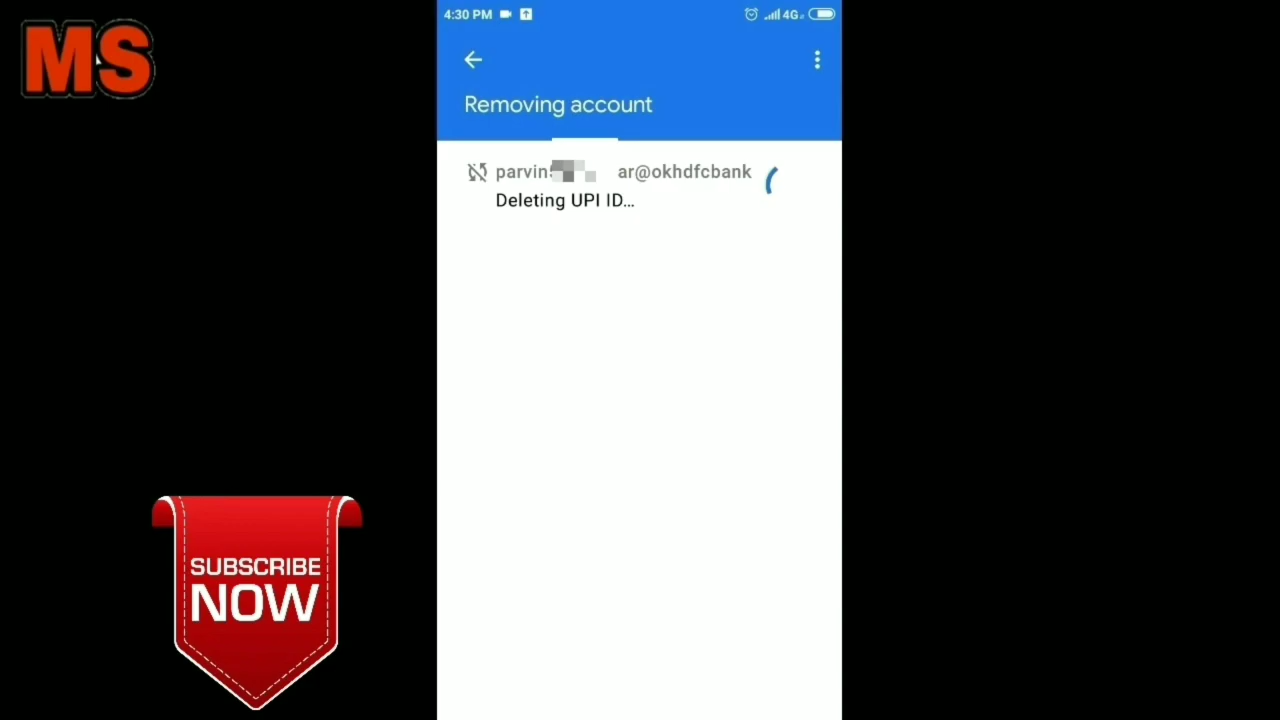 MS
4:30 PM
4G
Removing account
parvin ar@okhdfcbank
Deleting UPI ID...
SUBSCRIBE
NOW